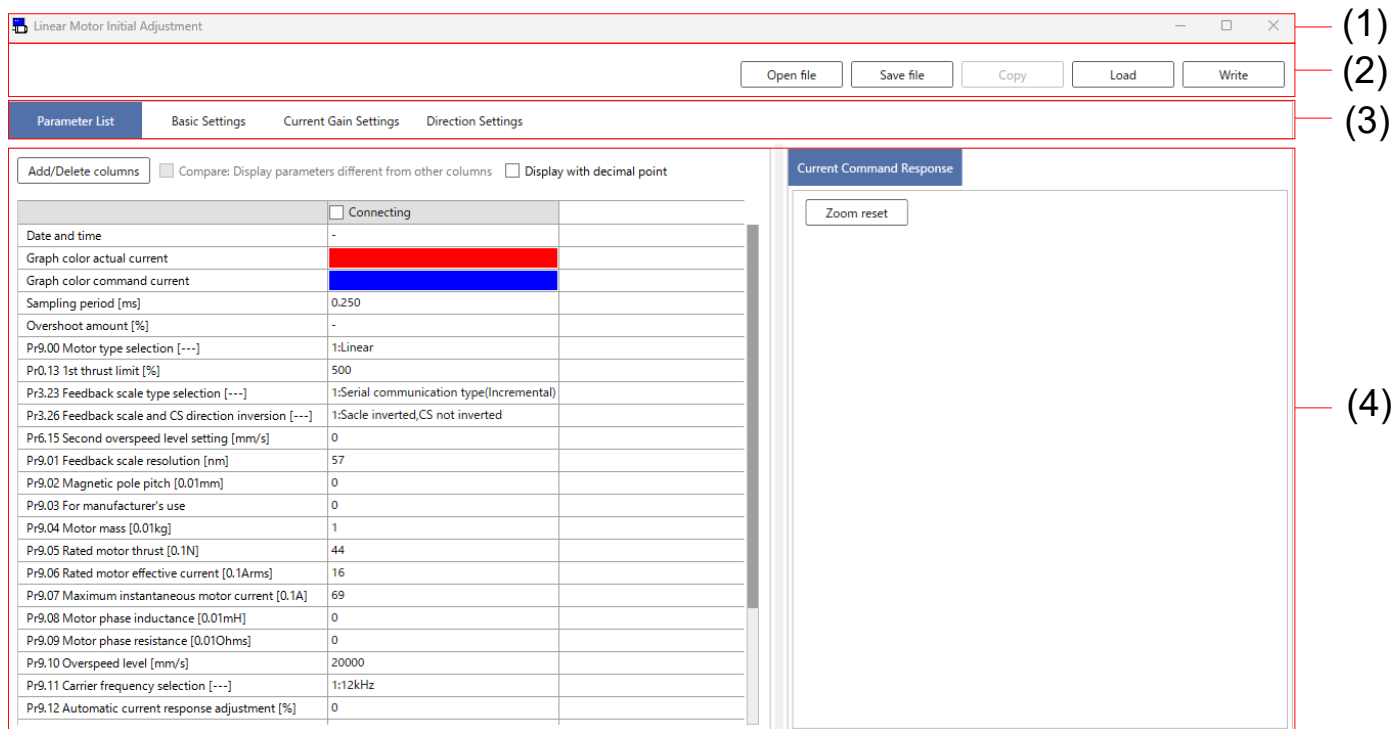 Linear Motor Initial Adjustment
(1)
Open file Save file Copy Load Write
(2)
Parameter List Basic Settings Current Gain Settings Direction Settings
(3)
Add/Delete columns Compare: Display parameters different from other columns Display with decimal point
Connecting
Date and time -
Graph color actual current
Graph color command current
Sampling period [ms] 0.250
Overshoot amount [%] -
Pr9.00 Motor type selection [---] 1:Linear
Pr0.13 1st thrust limit [%] 500
Pr3.23 Feedback scale type selection [---] 1:Serial communication type(Incremental)
Pr3.26 Feedback scale and CS direction inversion [---] 1:Sacle inverted,CS not inverted
Pr6.15 Second overspeed level setting [mm/s] 0
Pr9.01 Feedback scale resolution [nm] 57
Pr9.02 Magnetic pole pitch [0.01mm] 0
Pr9.03 For manufacturer's use 0
Pr9.04 Motor mass [0.01kg] 1
Pr9.05 Rated motor thrust [0.1N] 44
Pr9.06 Rated motor effective current [0.1Arms] 16
Pr9.07 Maximum instantaneous motor current [0.1A] 69
Pr9.08 Motor phase inductance [0.01mH] 0
Pr9.09 Motor phase resistance [0.01Ohms] 0
Pr9.10 Overspeed level [mm/s] 20000
Pr9.11 Carrier frequency selection [---] 1:12kHz
Pr9.12 Automatic current response adjustment [%] 0
Current Command Response
Zoom reset
(4)